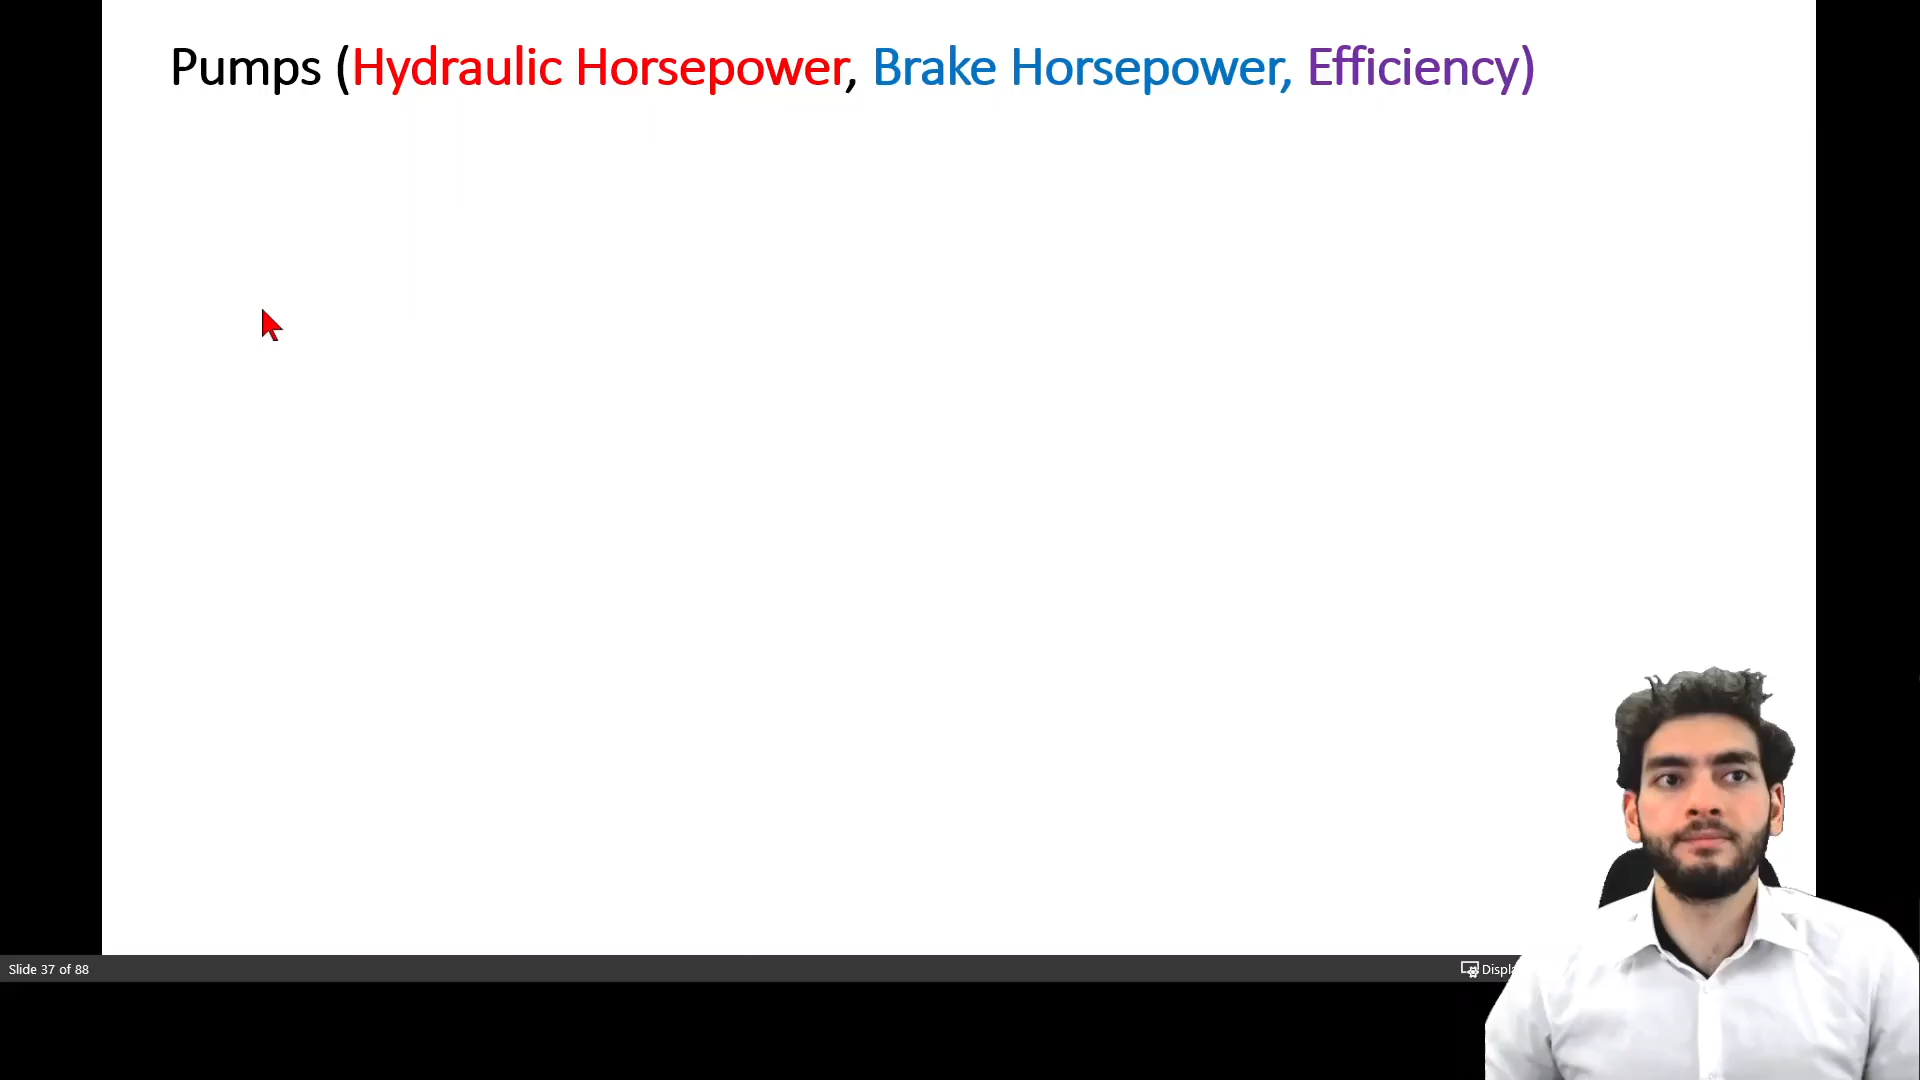 Pumps (Hydraulic Horsepower, Brake Horsepower, Efficiency)
Slide 37 of 88